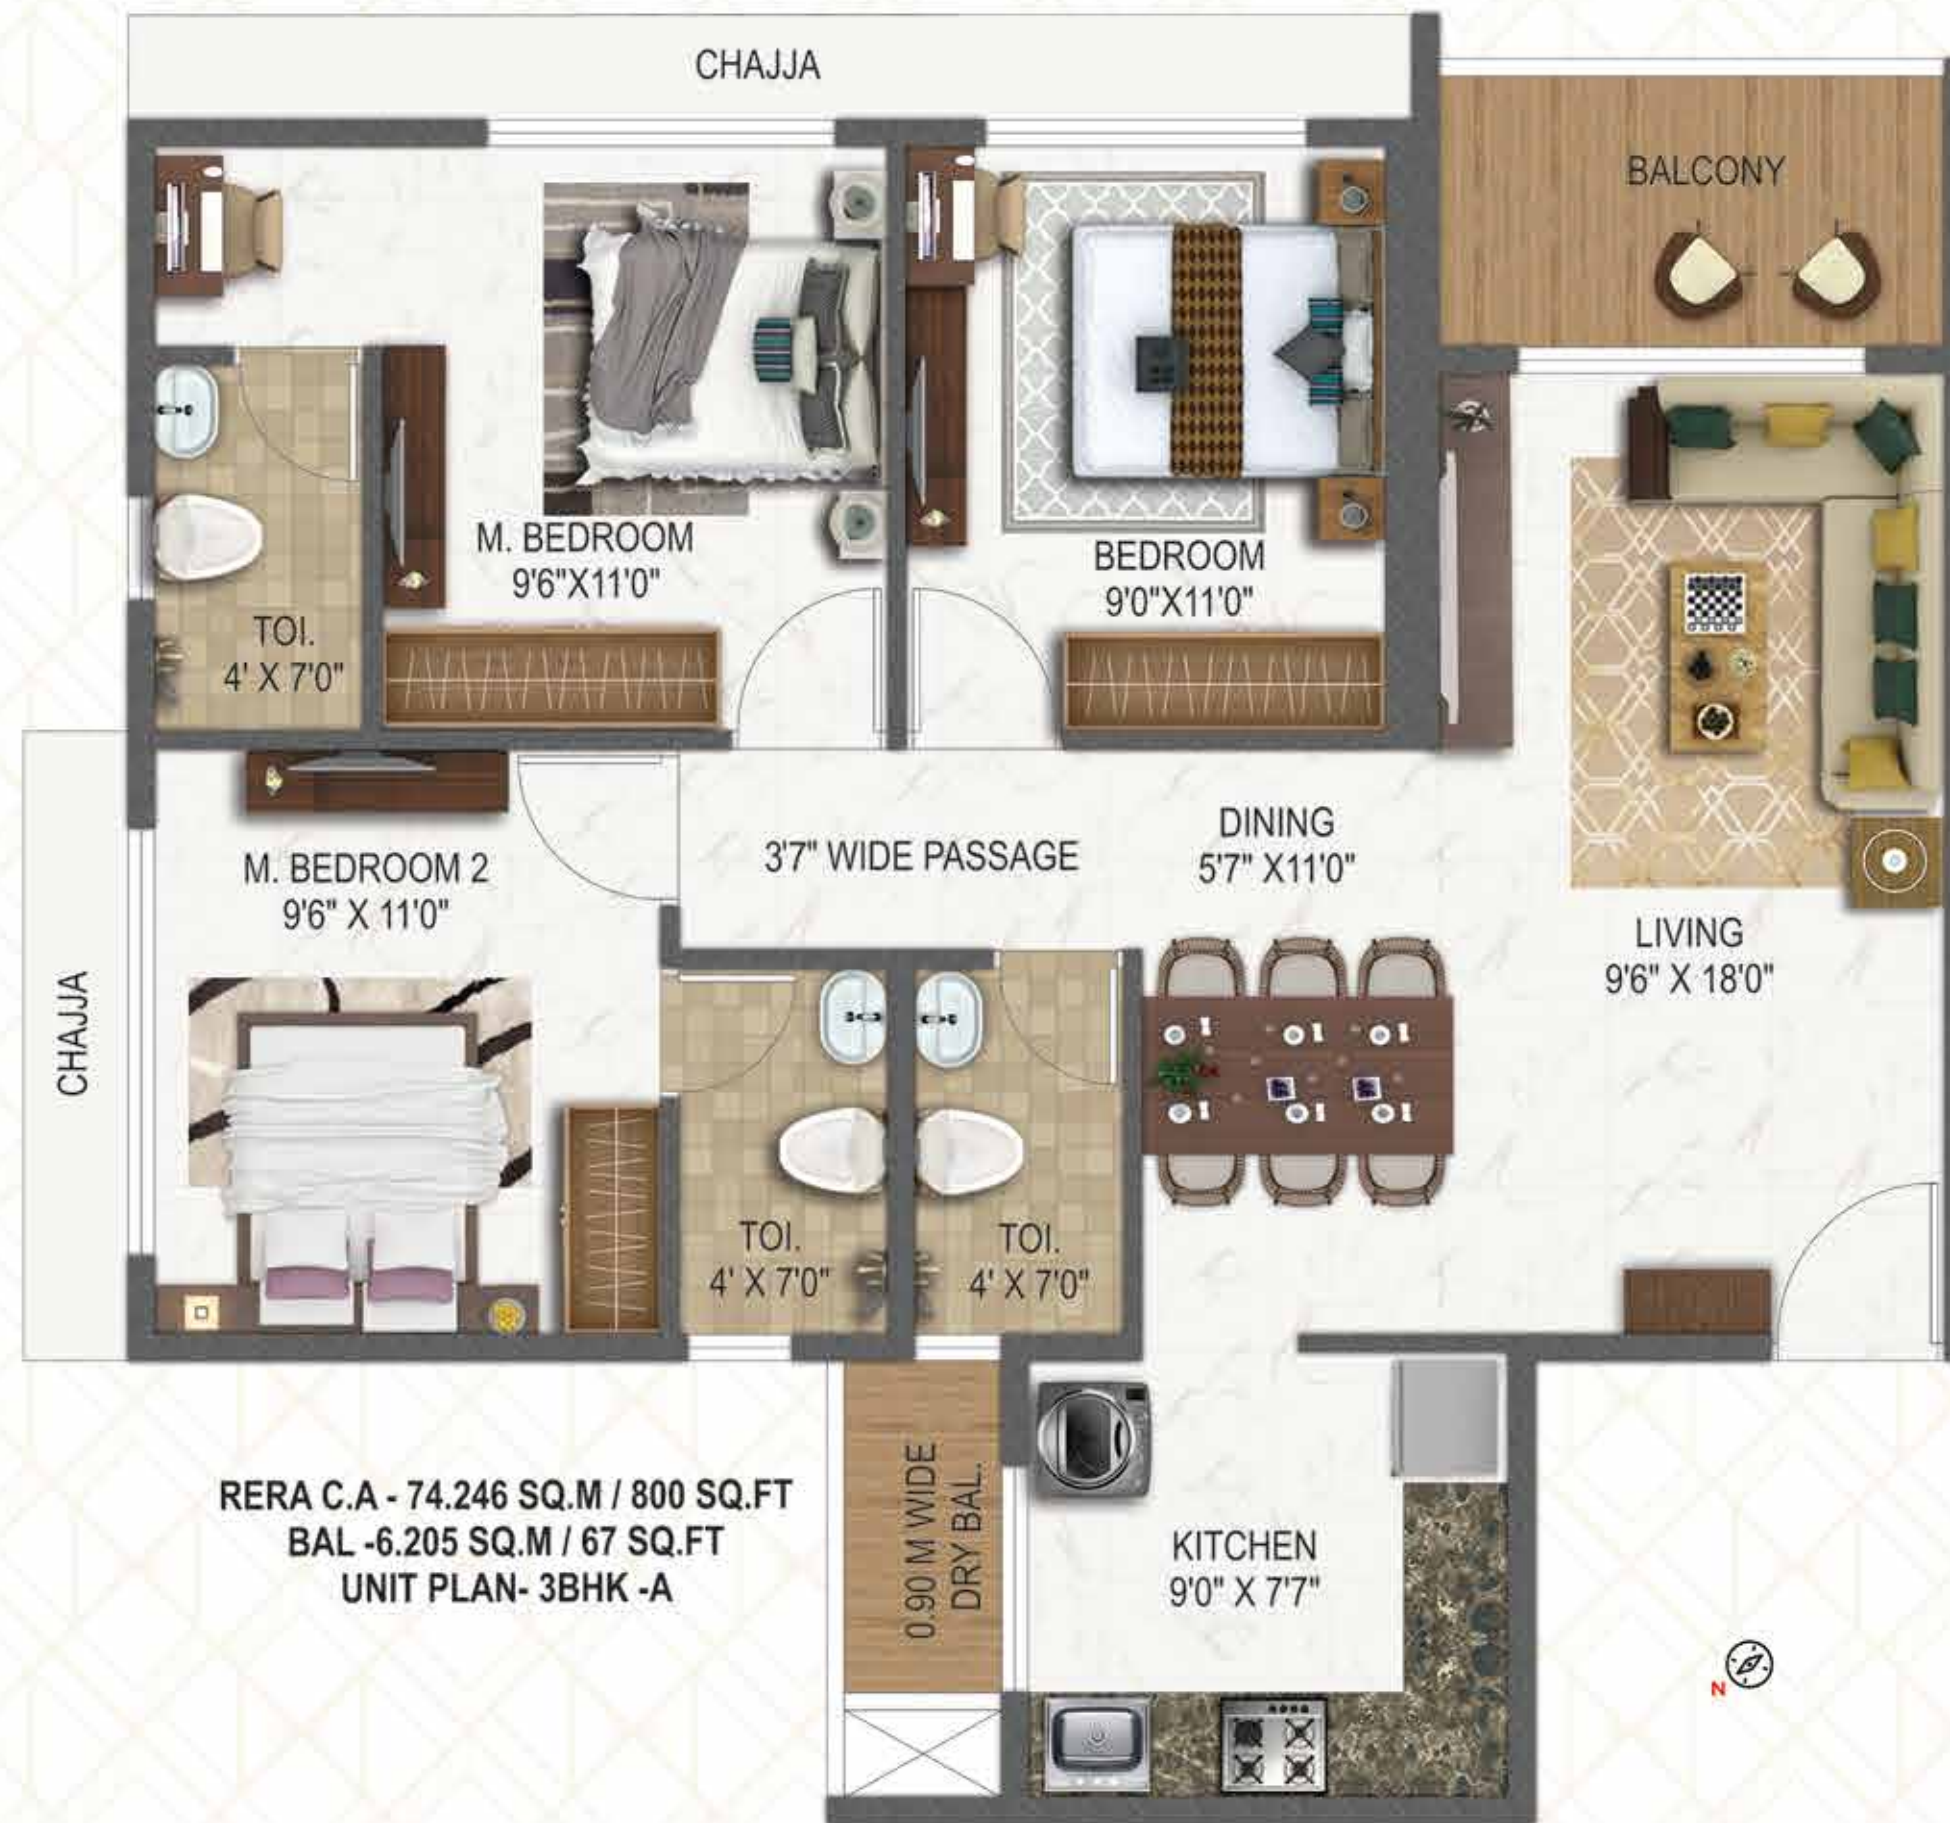 CHAJJA
BALCONY
M. BEDROOM
9'6"X11'0"
BEDROOM
9'0"X11'0"
TOI.
4' X 7'0"
M. BEDROOM 2
9'6" X 11'0"
3'7" WIDE PASSAGE
DINING
5'7" X11'0"
LIVING
9'6" X 18'0"
CHAJJA
TOI.
4' X 7'0"
TOI.
4' X 7'0"
RERA C.A - 74.246 SQ.M / 800 SQ.FT
BAL -6.205 SQ.M / 67 SQ.FT
UNIT PLAN- 3BHK -A
0.90 M WIDE
DRY BAL.
KITCHEN
9'0" X 7'7"
N